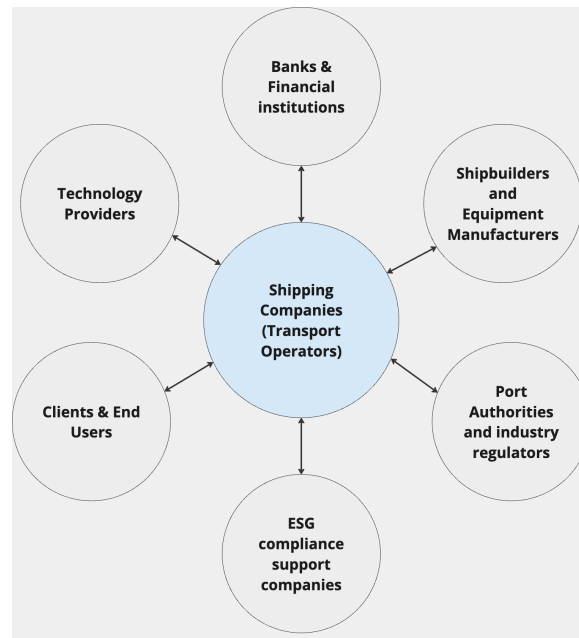 Banks &
Financial
institutions
Technology
Providers
Shipbuilders
and
Equipment
Manufacturers
Shipping
Companies
(Transport
Operators)
Clients & End
Users
Port
Authorities
and industry
regulators
ESG
compliance
support
companies